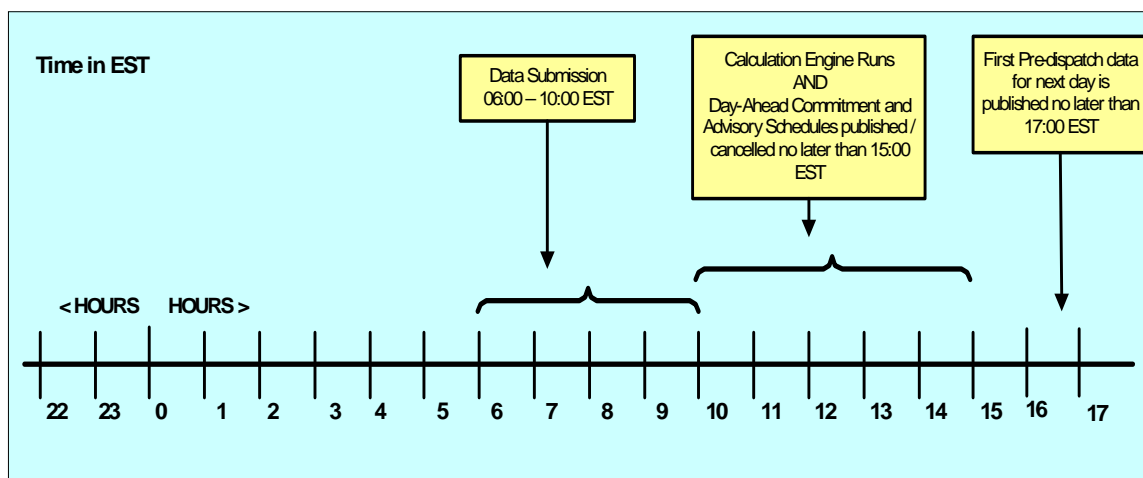 Time in EST
Data Submission
06:00 – 10:00 EST
Calculation Engine Runs
AND
Day-Ahead Commitment and
Advisory Schedules published /
cancelled no later than 15:00
EST
First Pre-dispatch data
for next day is
published no later than
17:00 EST
< HOURS HOURS >
22 23 0 1 2 3 4 5 6 7 8 9 10 11 12 13 14 15 16 17